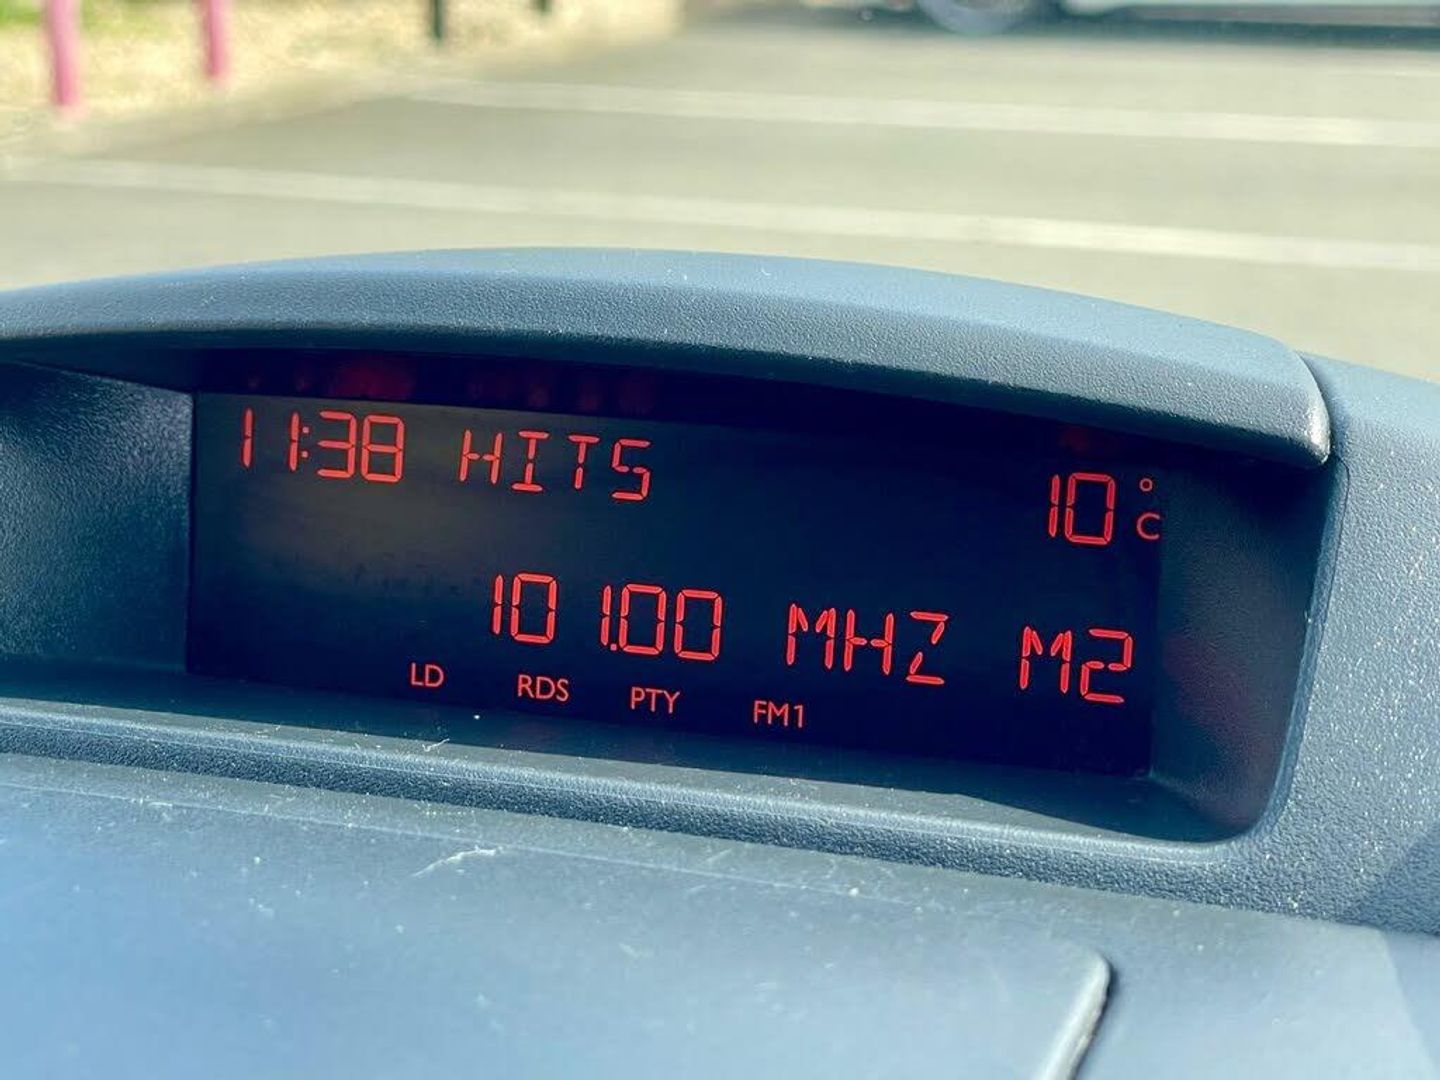 11:38 HITS 10°C
101.00 MHZ M2
LD RDS PTY FM1